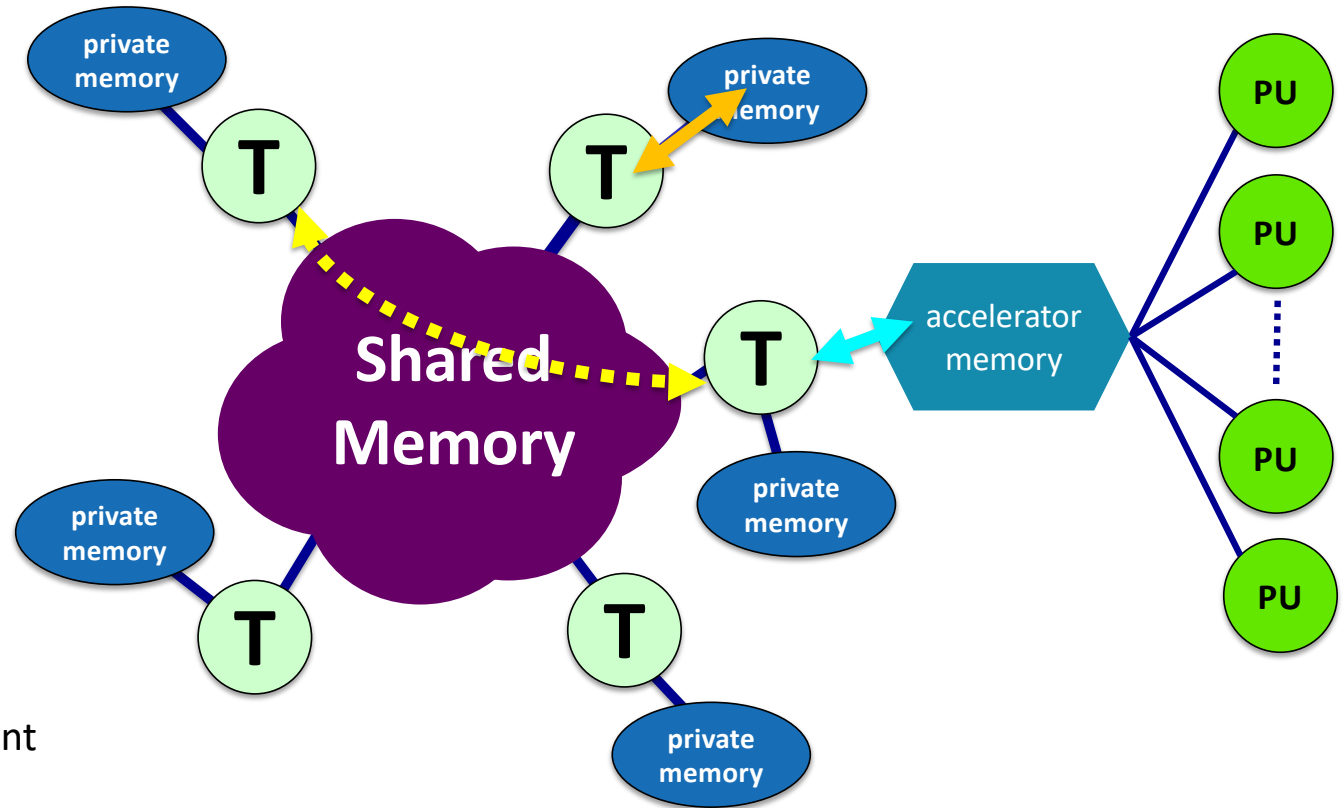 private
memory
private
memory
T
T
PU
PU
Shared
Memory
T
accelerator
memory
private
memory
PU
private
memory
T
T
PU
private
memory
nt